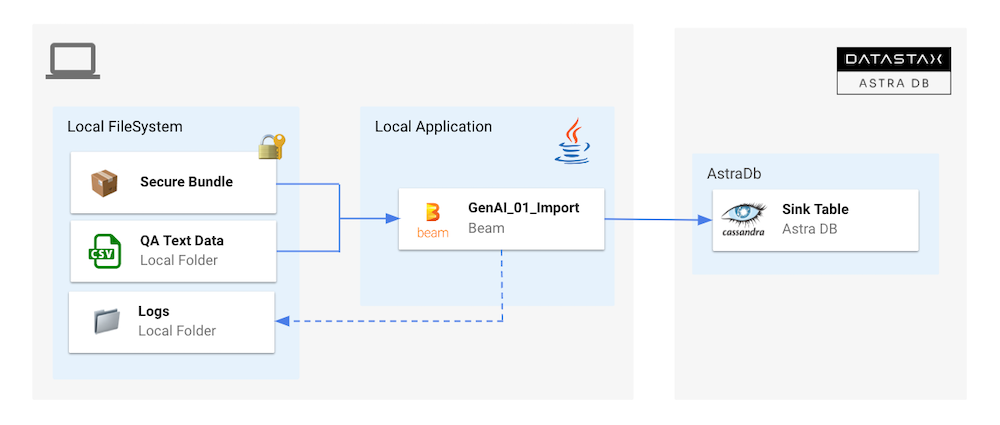 DATASTAX
ASTRA DB
Local FileSystem
Secure Bundle
QA Text Data
Local Folder
CSV
Logs
Local Folder
Local Application
GenAI_01_Import
Beam
beam
AstraDb
Sink Table
Astra DB
cassandra